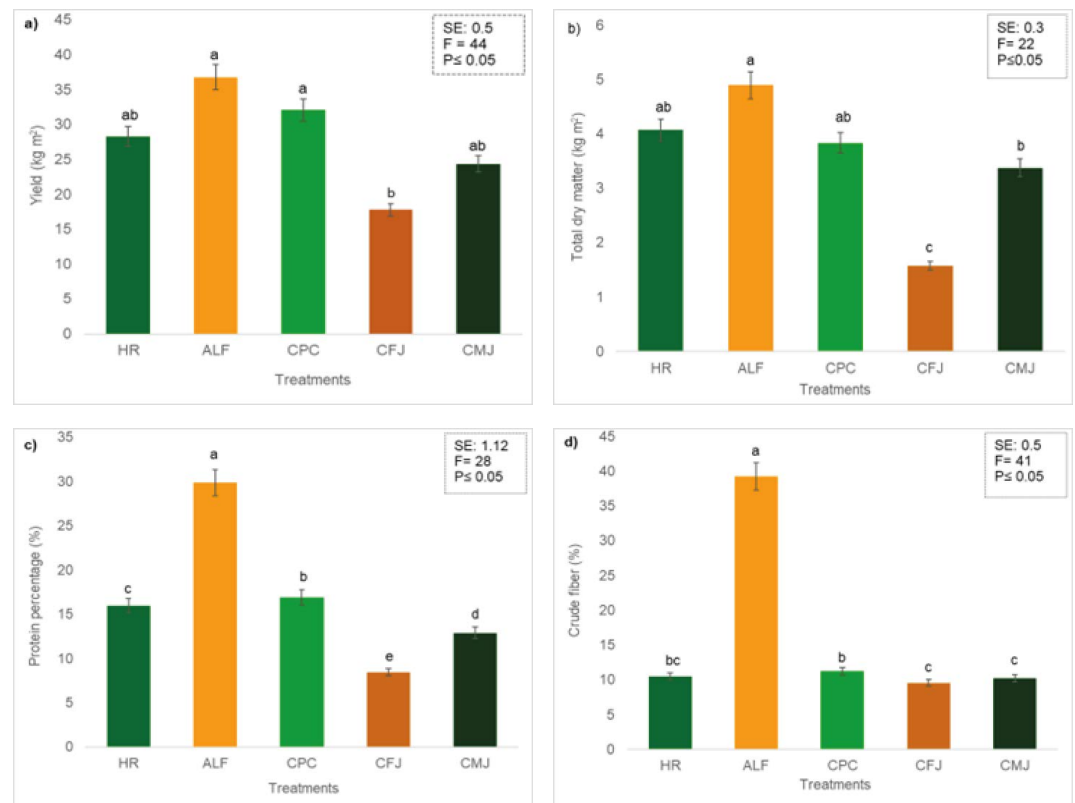 a)
SE: 0.5
F = 44
P≤ 0.05
Yield (kg m²)
45
40
35
30
25
20
15
10
5
0
ab
a
a
b
ab
HR ALF CPC CFJ CMJ
Treatments
b)
SE: 0.3
F= 22
P≤0.05
Total dry matter (kg m²)
6
5
4
3
2
1
0
ab
a
ab
c
b
HR ALF CPC CFJ CMJ
Treatments
c)
SE: 1.12
F= 28
P≤ 0.05
Protein percentage (%)
35
30
25
20
15
10
5
0
c
a
b
e
d
HR ALF CPC CFJ CMJ
Treatments
d)
SE: 0.5
F= 41
P≤ 0.05
Crude fiber (%)
45
40
35
30
25
20
15
10
5
0
bc
a
b
c
c
HR ALF CPC CFJ CMJ
Treatments